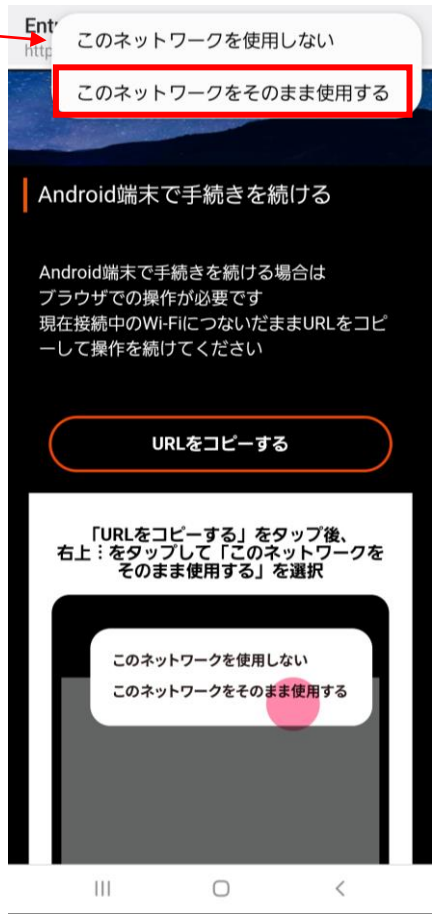 Ent
http
このネットワークを使用しない
このネットワークをそのまま使用する
Android端末で手続きを続ける
Android端末で手続きを続ける場合は
ブラウザでの操作が必要です
現在接続中のWi-FiにつないだままURLをコピ
ーして操作を続けてください
URLをコピーする
「URLをコピーする」をタップ後、
右上⋮をタップして「このネットワークを
そのまま使用する」を選択
このネットワークを使用しない
このネットワークをそのまま使用する